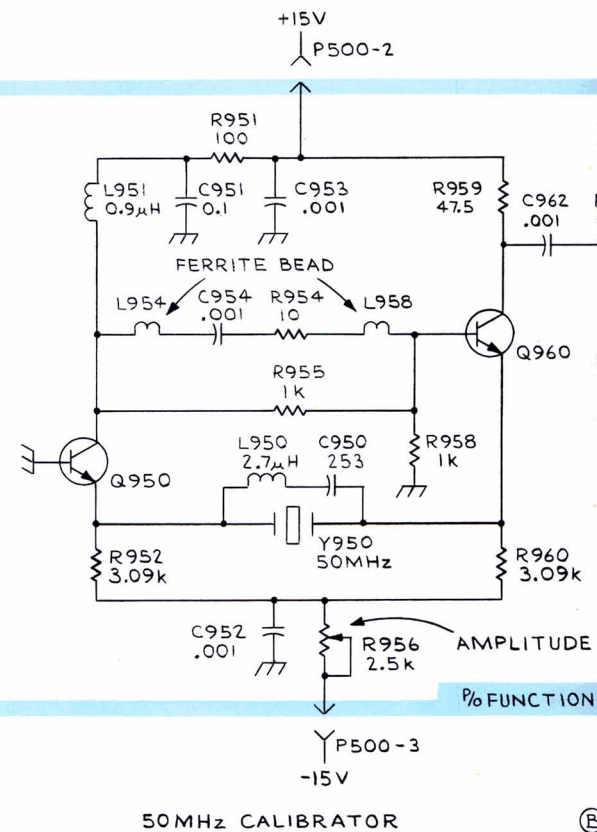 +15V
P500-2
R951
100
L951
0.9µH
C951
0.1
C953
.001
R959
47.5
C962
.001
FERRITE BEAD
L954
C954
.001
R954
10
L958
Q960
R955
1k
L950
2.7µH
C950
253
R958
1k
Q950
Y950
50MHz
R952
3.09k
R960
3.09k
C952
.001
R956
2.5k
AMPLITUDE
P/O FUNCTION
P500-3
-15V
50MHz CALIBRATOR